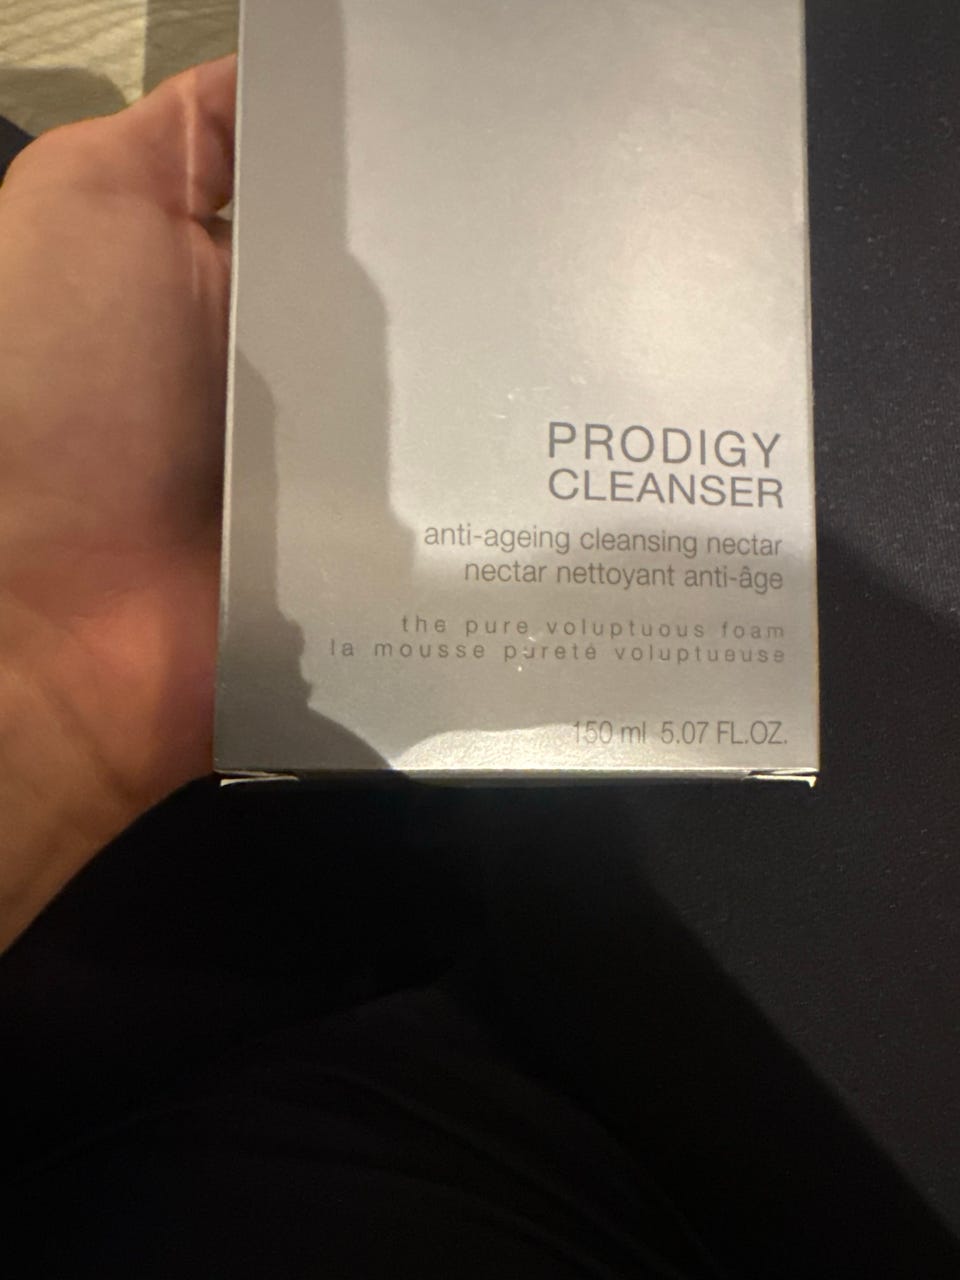 PRODIGY
CLEANSER
anti-ageing cleansing nectar
nectar nettoyant anti-âge
the pure voluptuous foam
la mousse pureté voluptueuse
150 ml 5.07 FL.OZ.